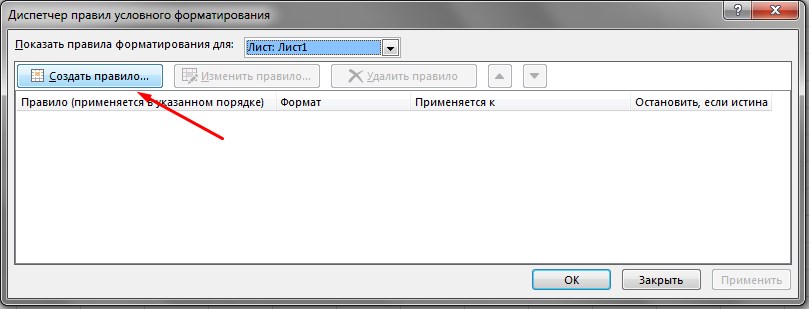 Диспетчер правил условного форматирования
Показать правила форматирования для: Лист: Лист1
Создать правило... Изменить правило... Удалить правило
Правило (применяется в указанном порядке) Формат Применяется к Остановить, если истина
ОК Закрыть Применить